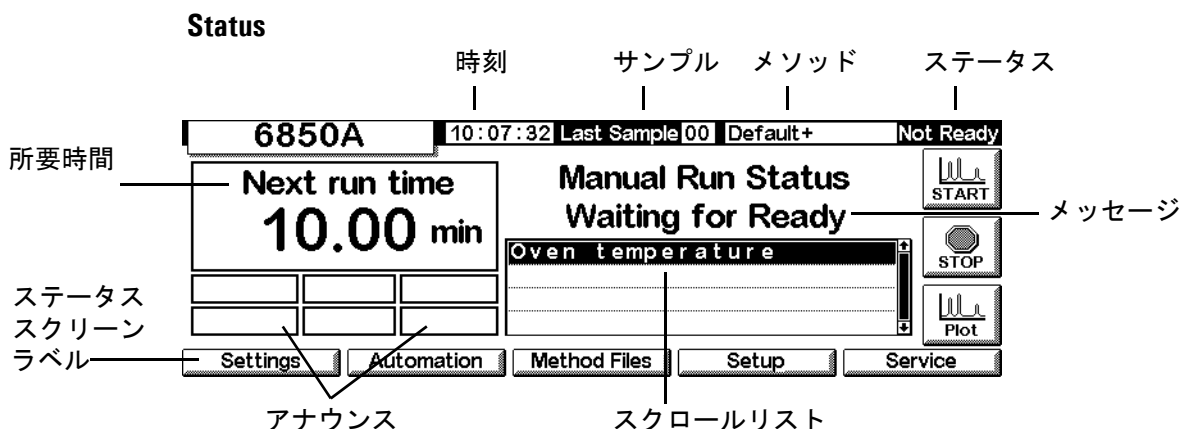 Status
時刻 サンプル メソッド ステータス
6850A 10:07:32 Last Sample 00 Default+ Not Ready
所要時間
Next run time
10.00 min
Manual Run Status
Waiting for Ready
メッセージ
Oven temperature
START
STOP
Plot
ステータス
スクリーン
ラベル
Settings Automation Method Files Setup Service
アナウンス スクロールリスト